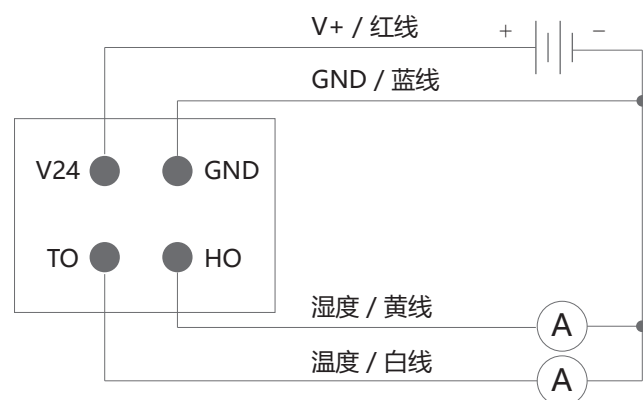 V+ / 红线
+ −
GND / 蓝线
V24 GND
TO HO
湿度 / 黄线
A
温度 / 白线
A